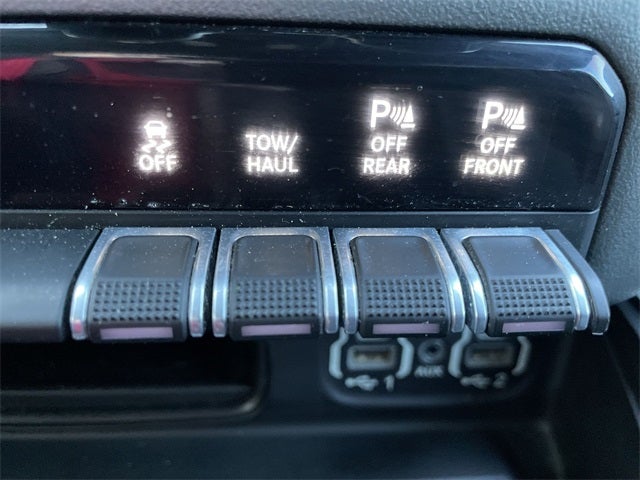 OFF
TOW/
HAUL
P
OFF
REAR
P
OFF
FRONT
1
AUX
2